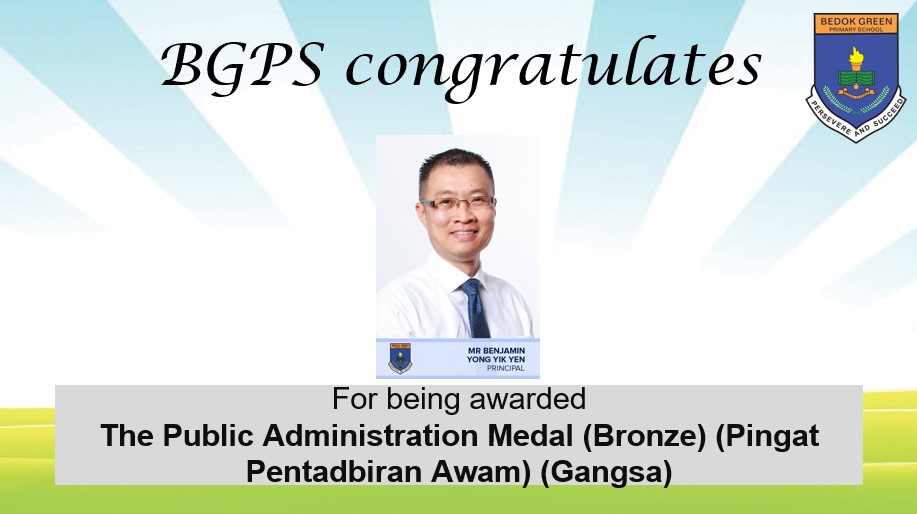 BGPS congratulates
BEDOK GREEN
PRIMARY SCHOOL
PERSEVERE AND SUCCEED
MR BENJAMIN
YONG YIK YEN
PRINCIPAL
For being awarded
The Public Administration Medal (Bronze) (Pingat
Pentadbiran Awam) (Gangsa)